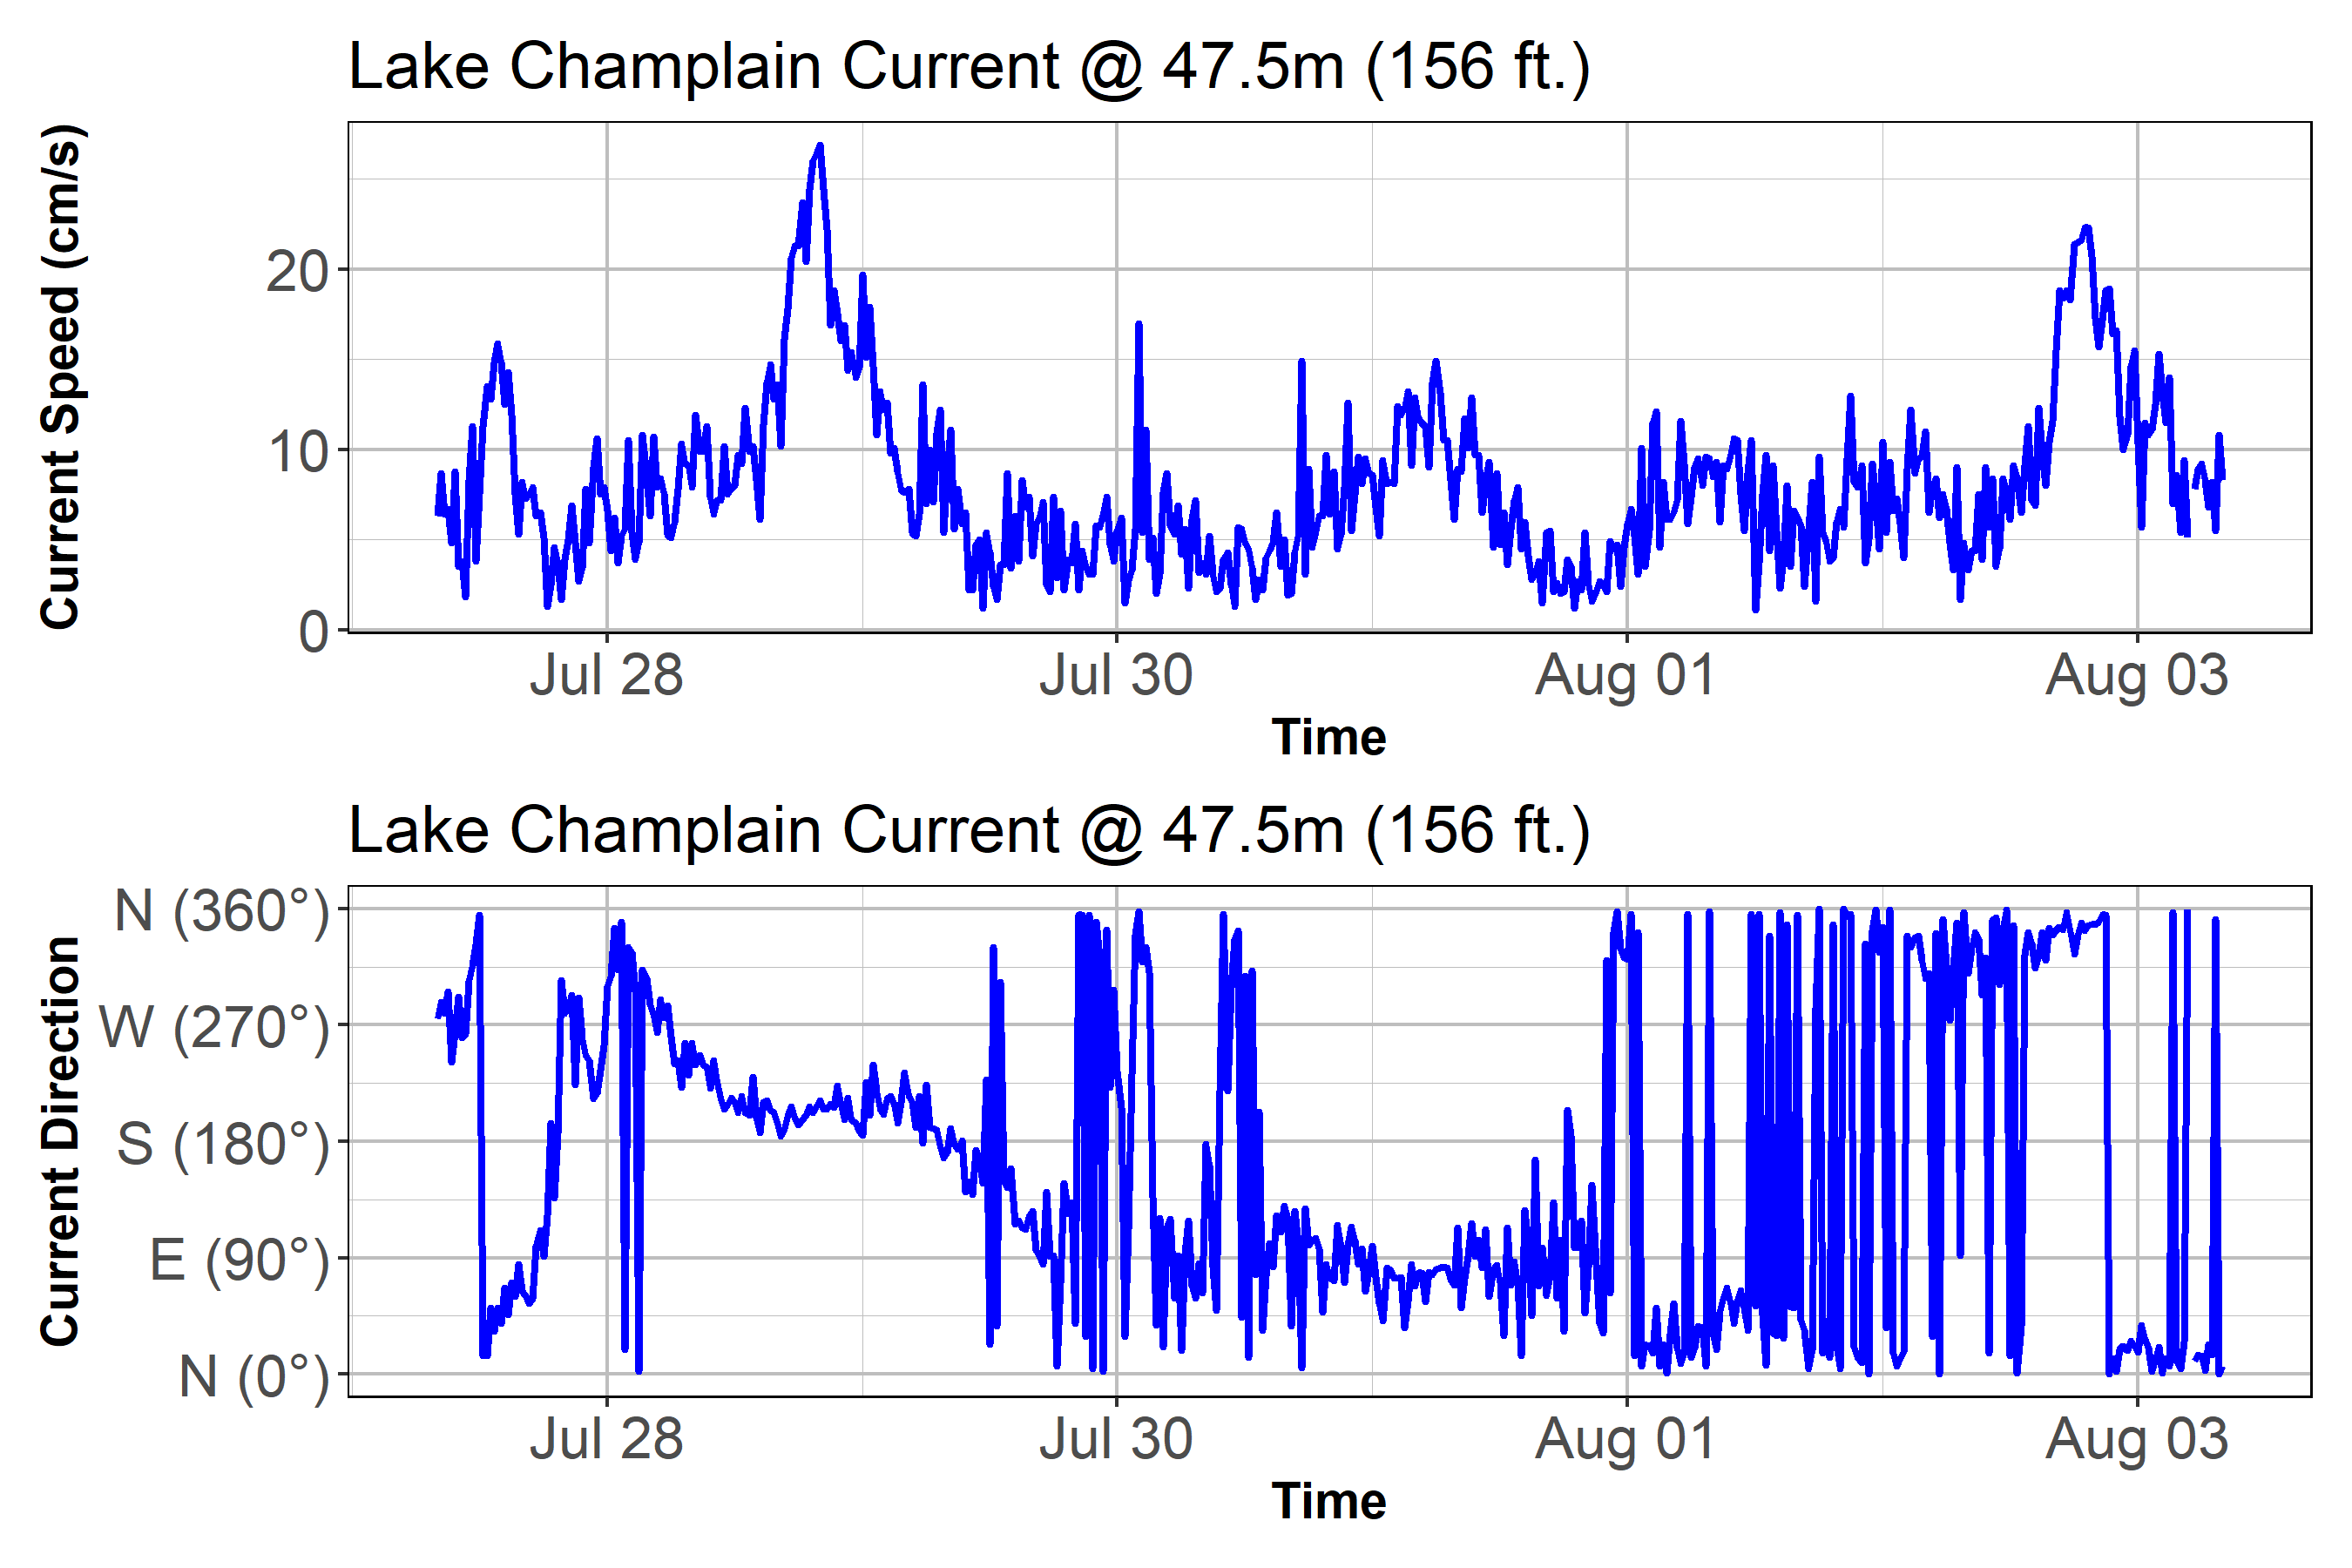 Lake Champlain Current @ 47.5m (156 ft.)
Current Speed (cm/s)
20
10
0
Jul 28 Jul 30 Aug 01 Aug 03
Time
Lake Champlain Current @ 47.5m (156 ft.)
Current Direction
N (360°)
W (270°)
S (180°)
E (90°)
N (0°)
Jul 28 Jul 30 Aug 01 Aug 03
Time